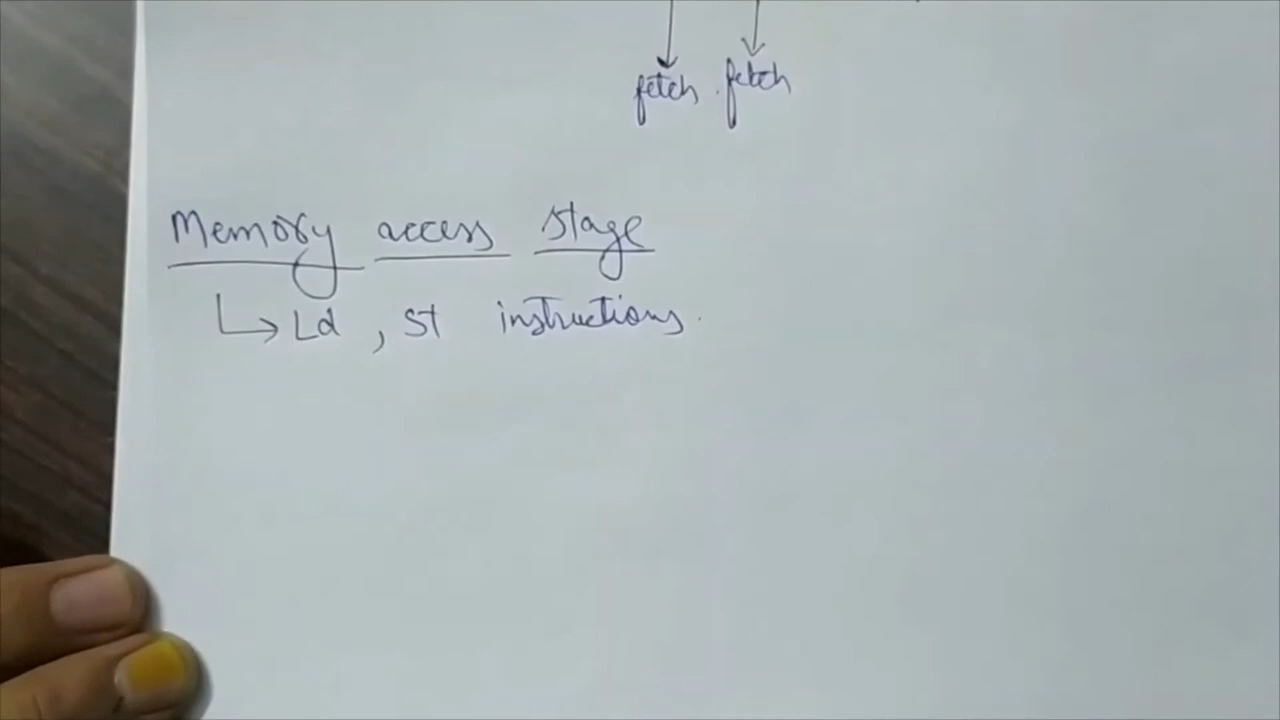 fetch . fetch
Memory access stage
Ld , St instructions.